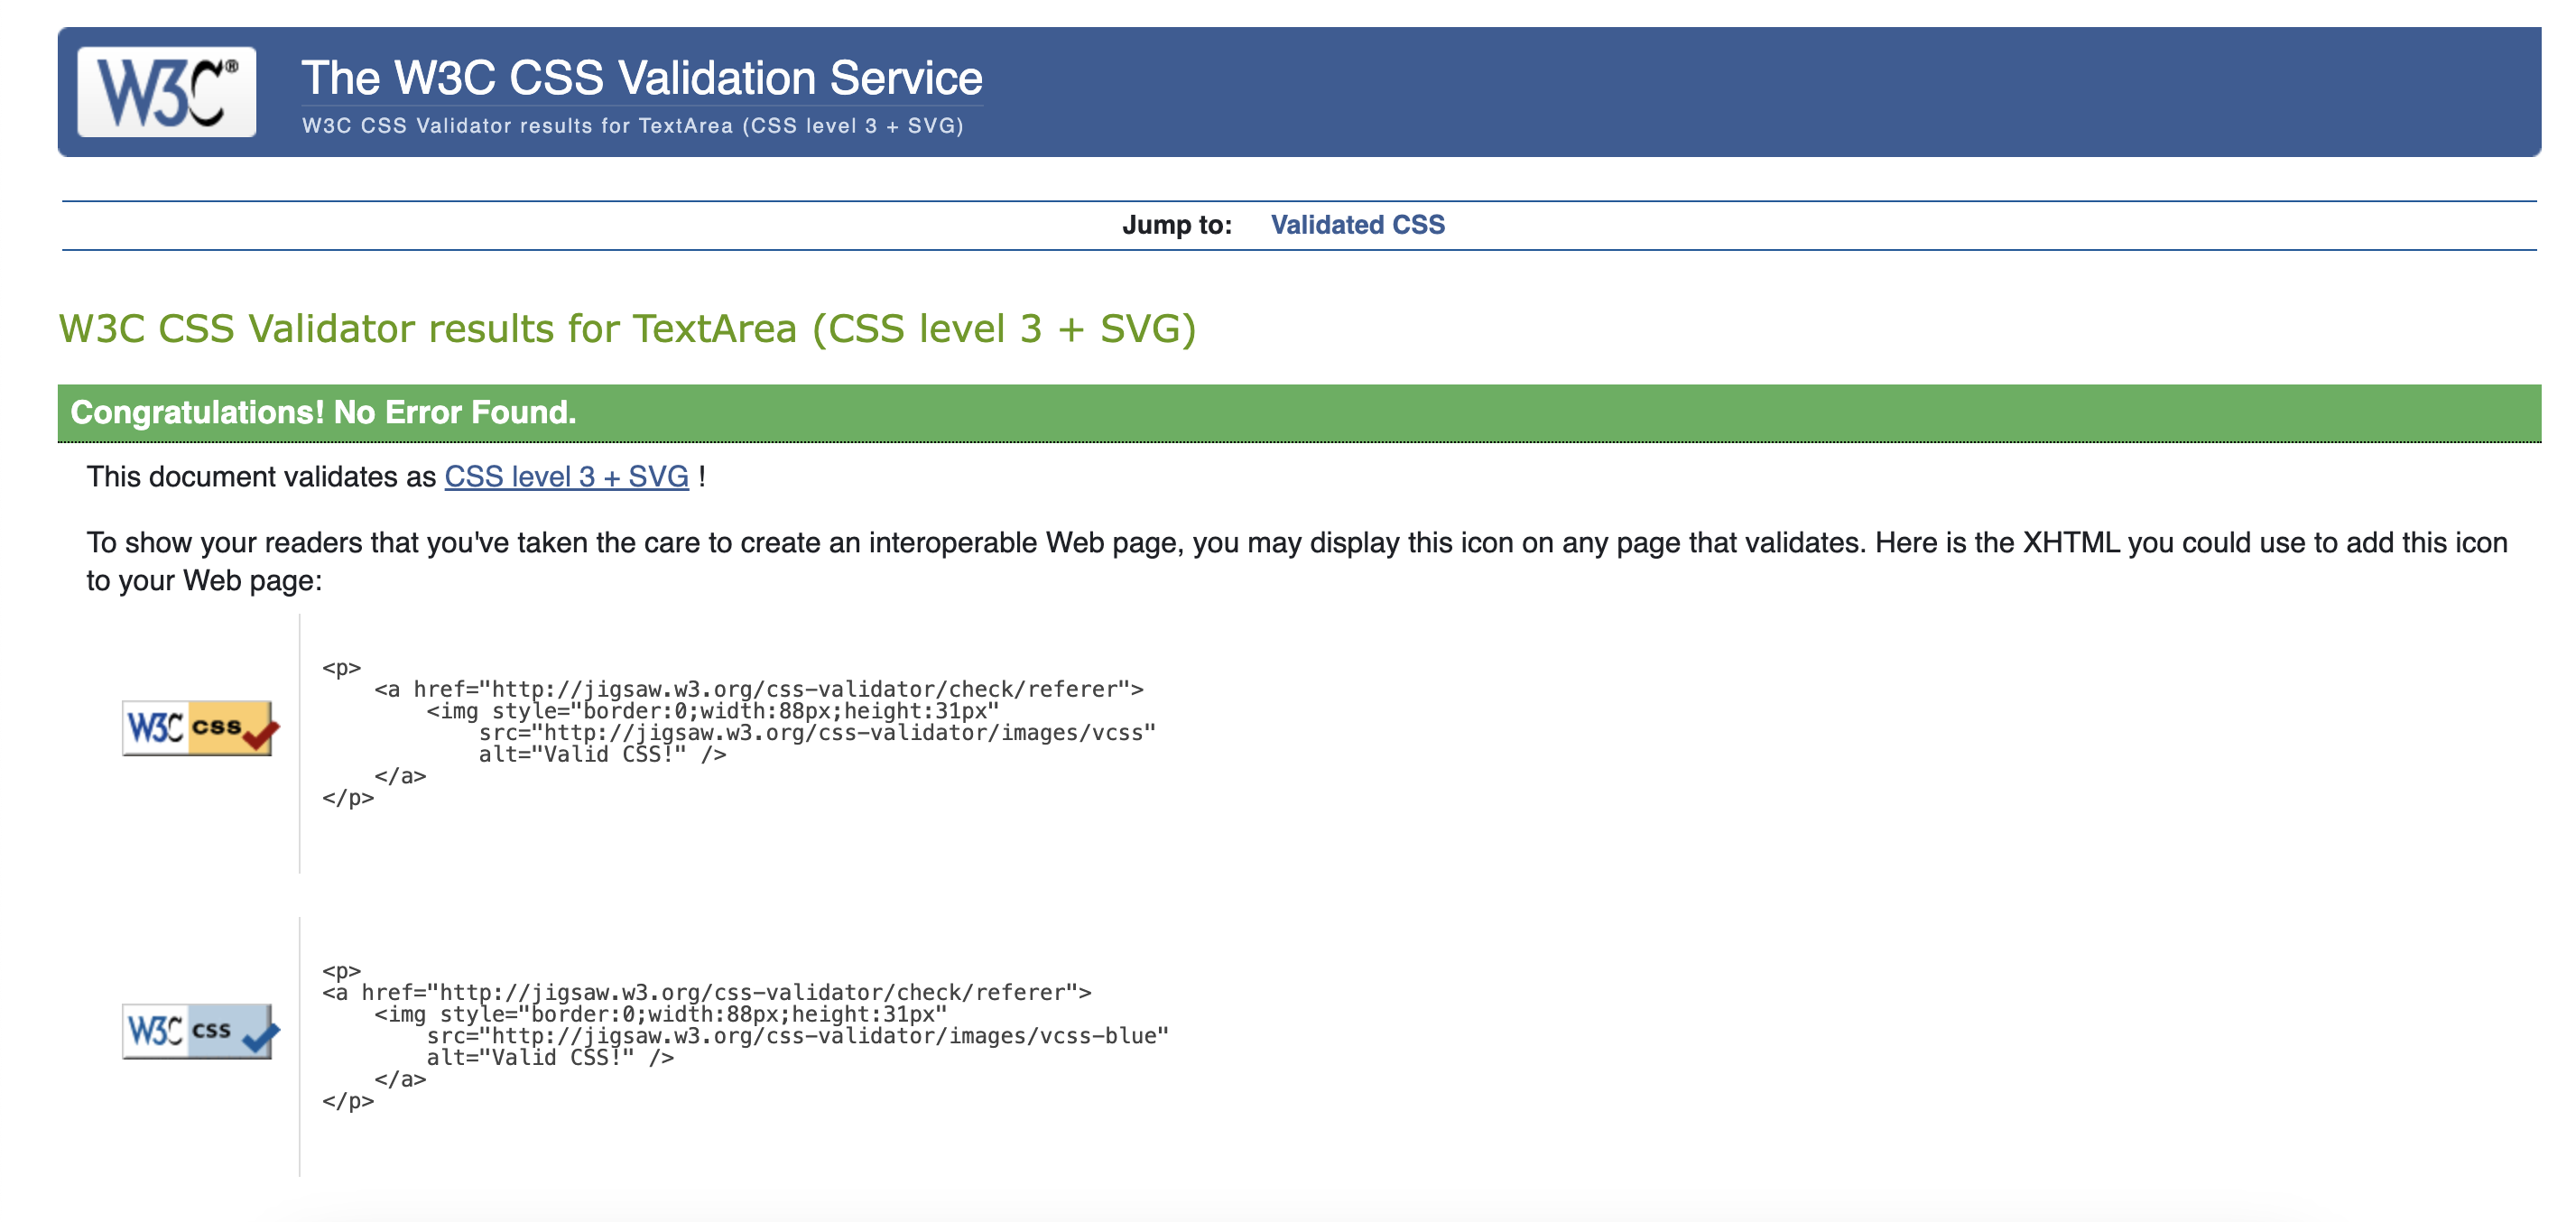 W3C®
The W3C CSS Validation Service
W3C CSS Validator results for TextArea (CSS level 3 + SVG)
Jump to: Validated CSS
W3C CSS Validator results for TextArea (CSS level 3 + SVG)
Congratulations! No Error Found.
This document validates as CSS level 3 + SVG !
To show your readers that you've taken the care to create an interoperable Web page, you may display this icon on any page that validates. Here is the XHTML you could use to add this icon
to your Web page:
W3C css
<p>
    <a href="http://jigsaw.w3.org/css-validator/check/referer">
        <img style="border:0;width:88px;height:31px"
            src="http://jigsaw.w3.org/css-validator/images/vcss"
            alt="Valid CSS!" />
    </a>
</p>
W3C css
<p>
<a href="http://jigsaw.w3.org/css-validator/check/referer">
    <img style="border:0;width:88px;height:31px"
        src="http://jigsaw.w3.org/css-validator/images/vcss-blue"
        alt="Valid CSS!" />
    </a>
</p>